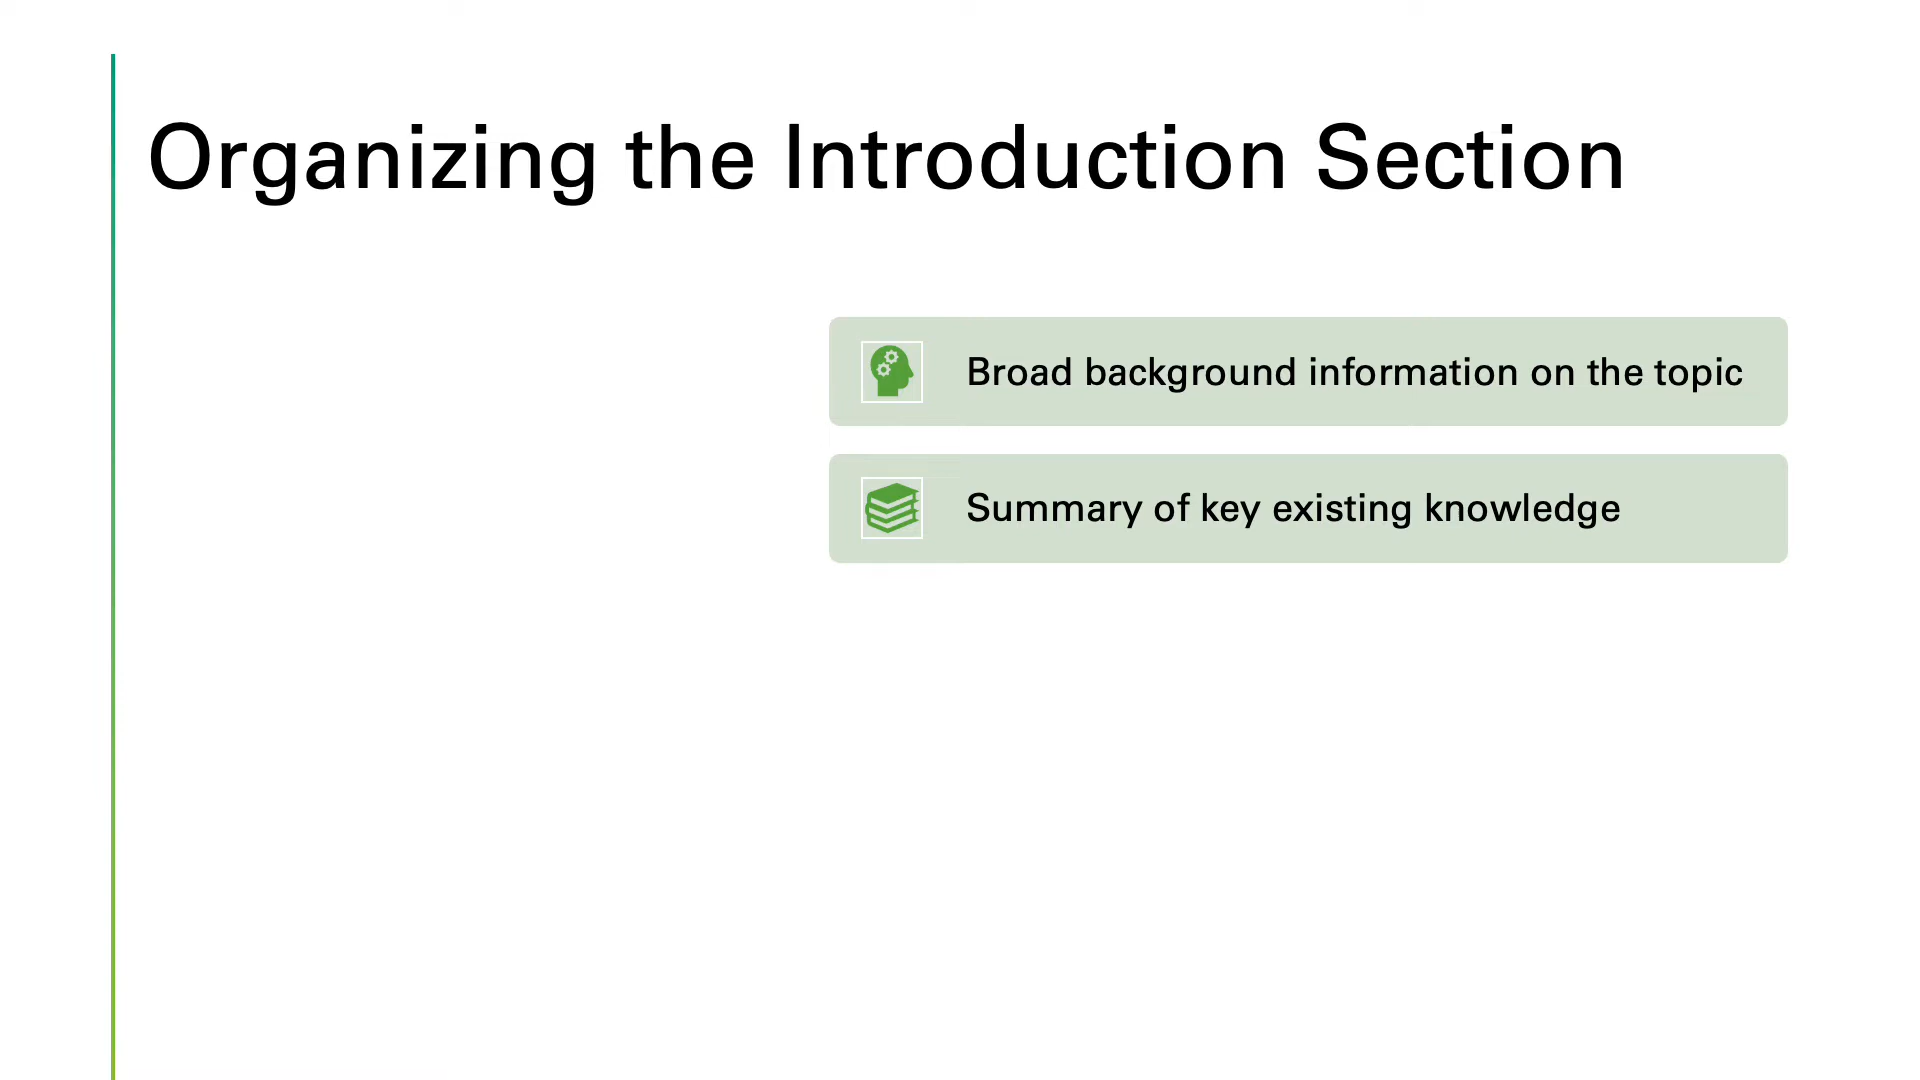 Organizing the Introduction Section
Broad background information on the topic
Summary of key existing knowledge